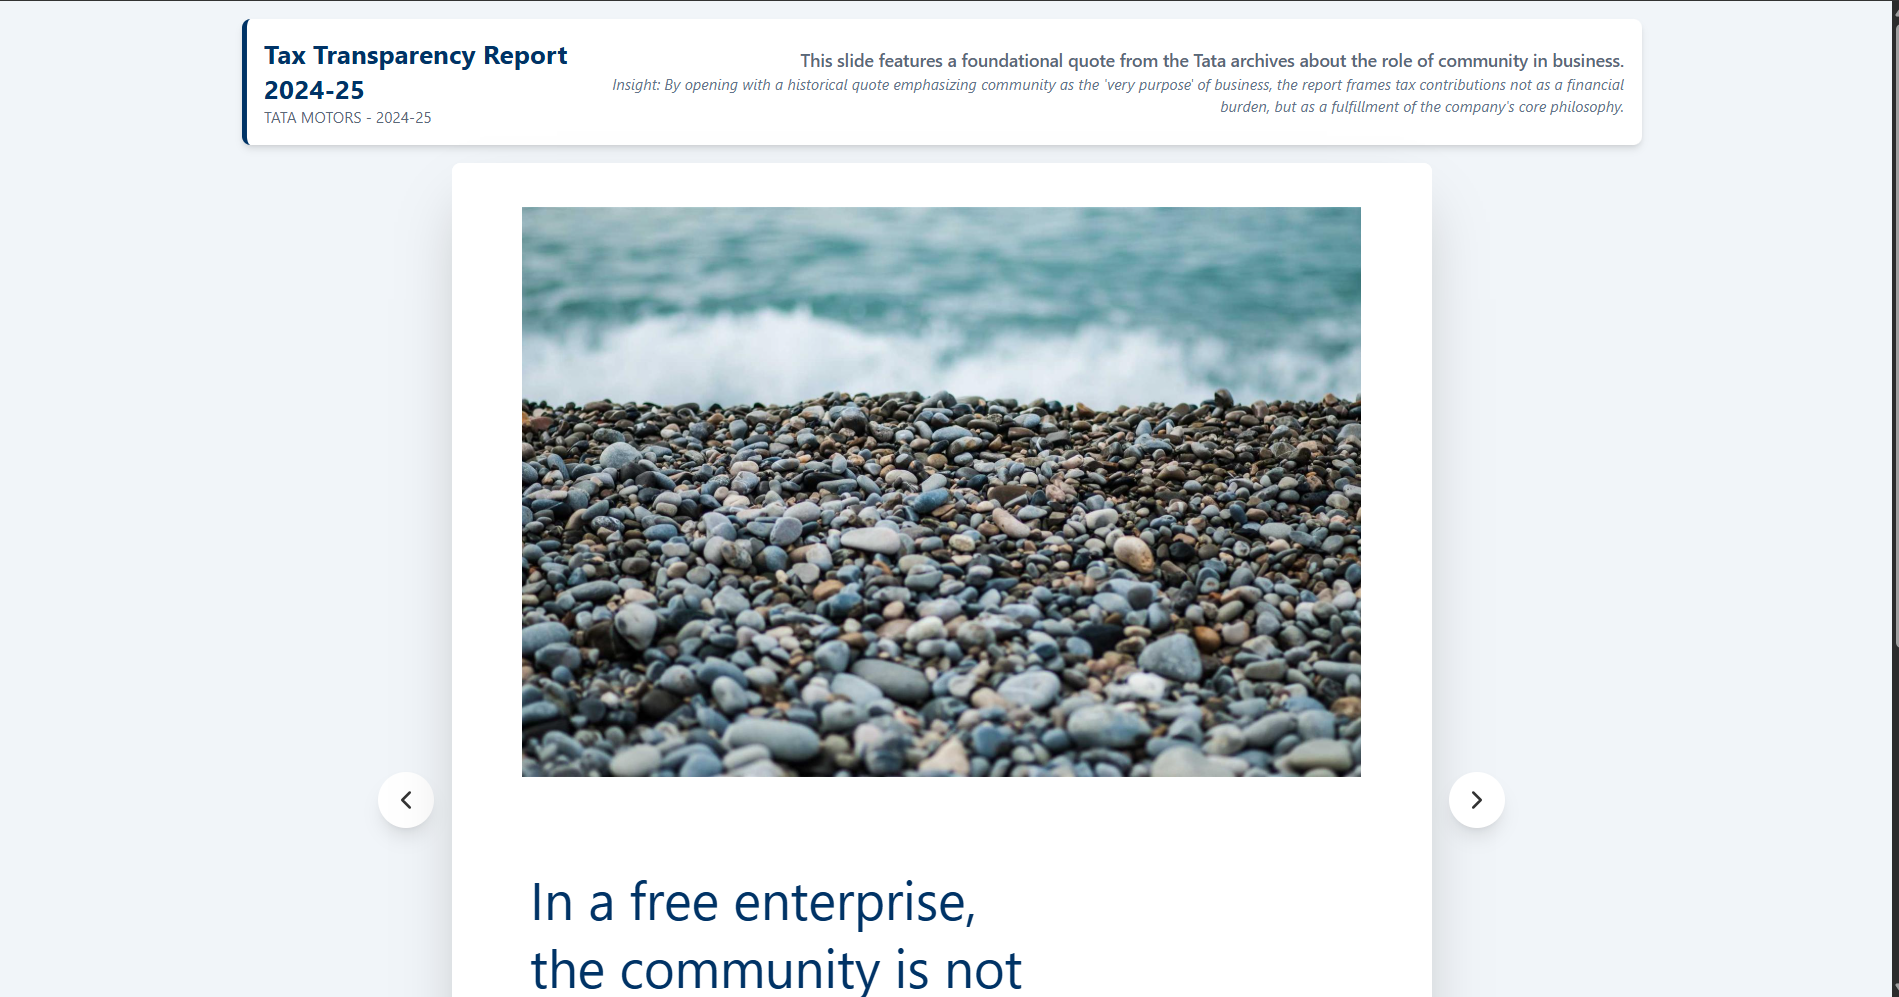 Tax Transparency Report
2024-25
TATA MOTORS - 2024-25
This slide features a foundational quote from the Tata archives about the role of community in business.
Insight: By opening with a historical quote emphasizing community as the 'very purpose' of business, the report frames tax contributions not as a financial
burden, but as a fulfillment of the company's core philosophy.
In a free enterprise,
the community is not